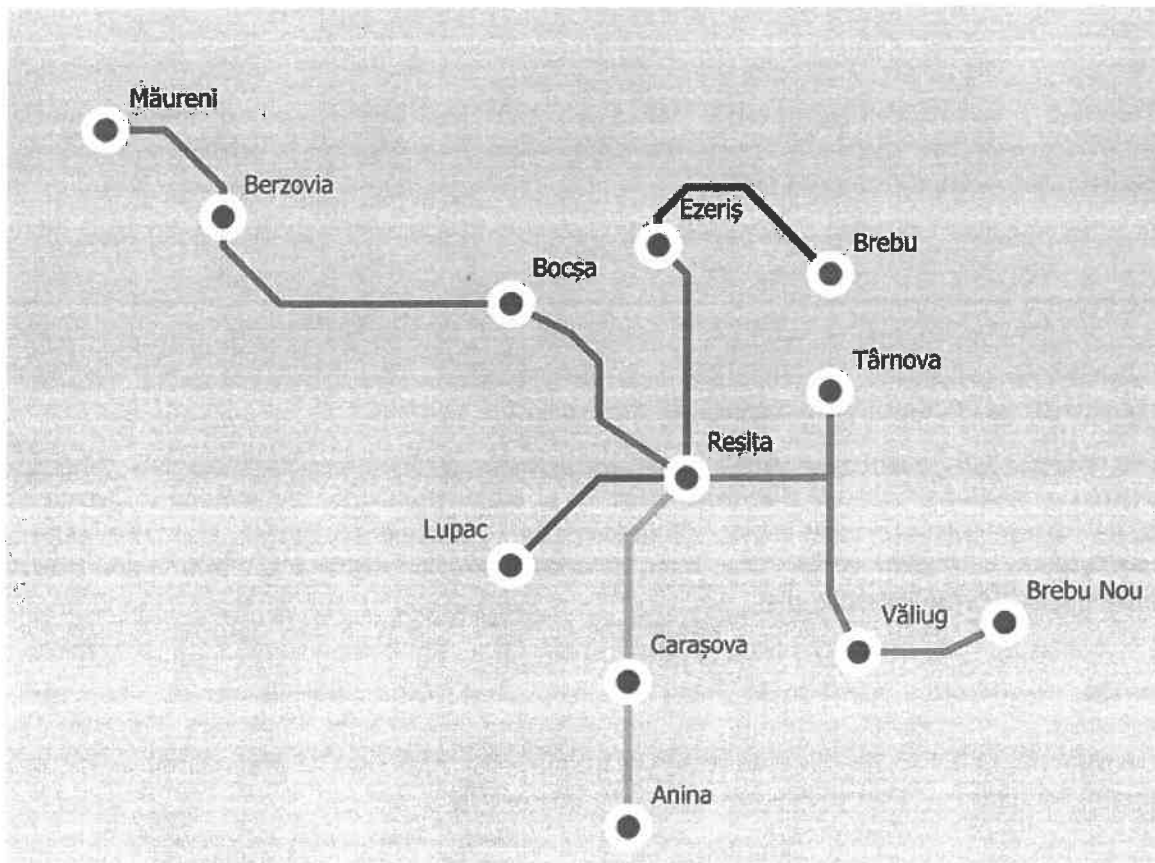 Măureni
Berzovia
Ezeriș
Brebu
Bocșa
Târnova
Reșița
Lupac
Brebu Nou
Văliug
Carașova
Anina